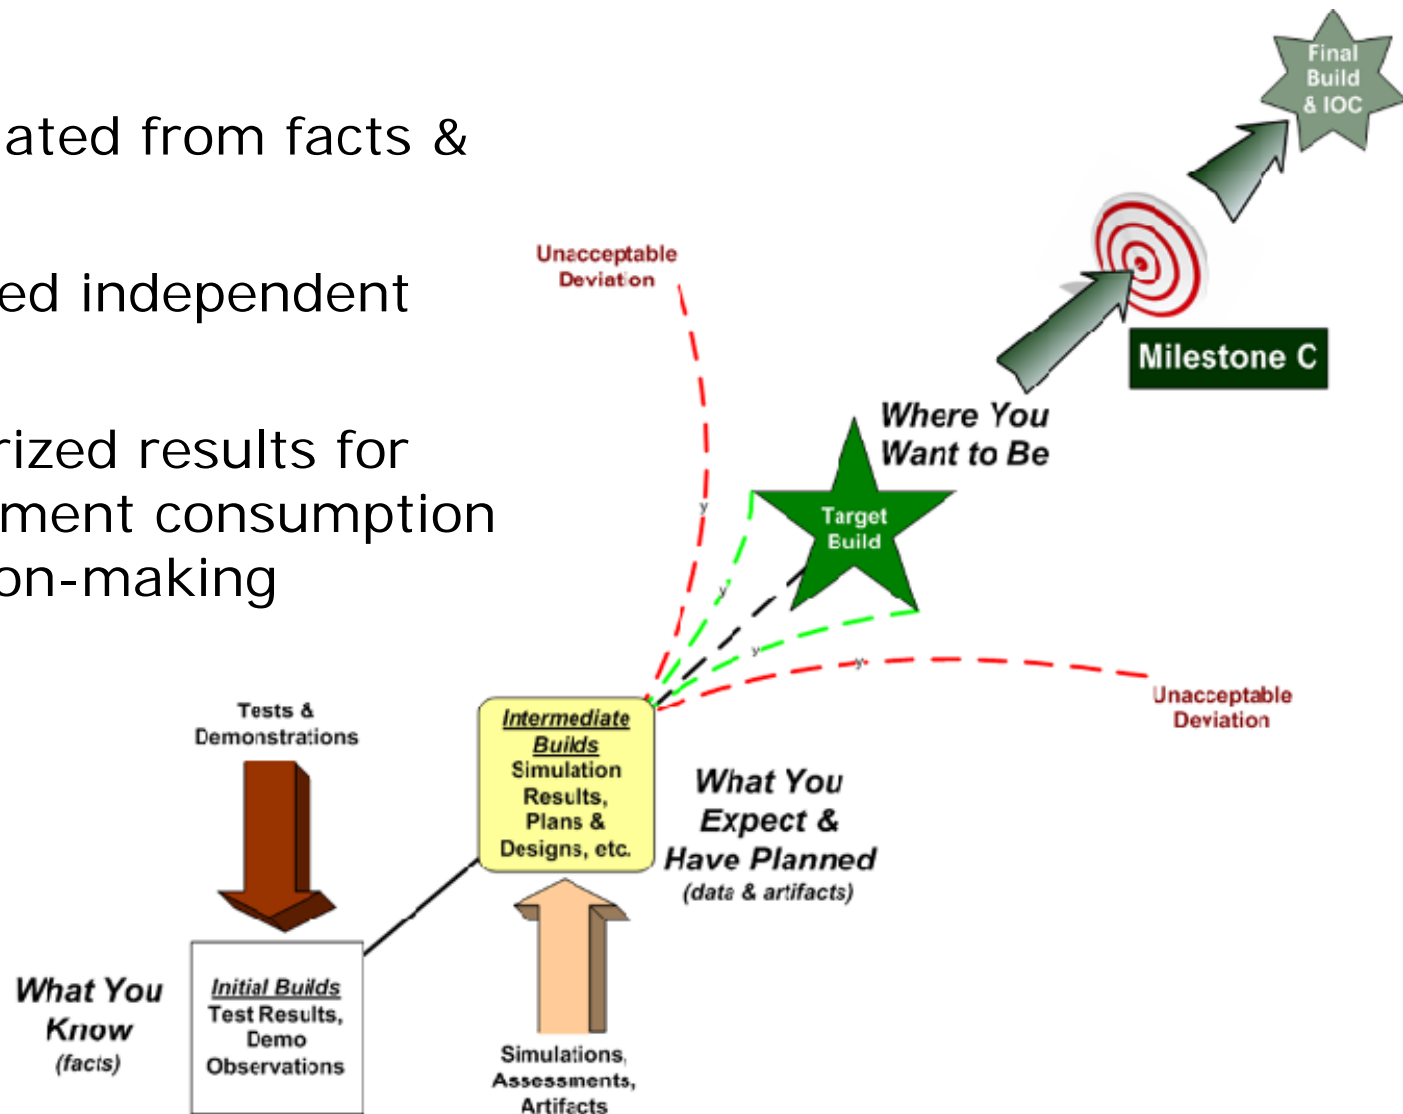 ated from facts &
ed independent
rized results for
ment consumption
on-making
Final
Build
& IOC
Unacceptable
Deviation
Milestone C
Where You
Want to Be
Target
Build
y
y
y
y
Unacceptable
Deviation
Tests &
Demonstrations
Intermediate
Builds
Simulation
Results,
Plans &
Designs, etc.
What You
Expect &
Have Planned
(data & artifacts)
What You
Know
(facts)
Initial Builds
Test Results,
Demo
Observations
Simulations,
Assessments,
Artifacts